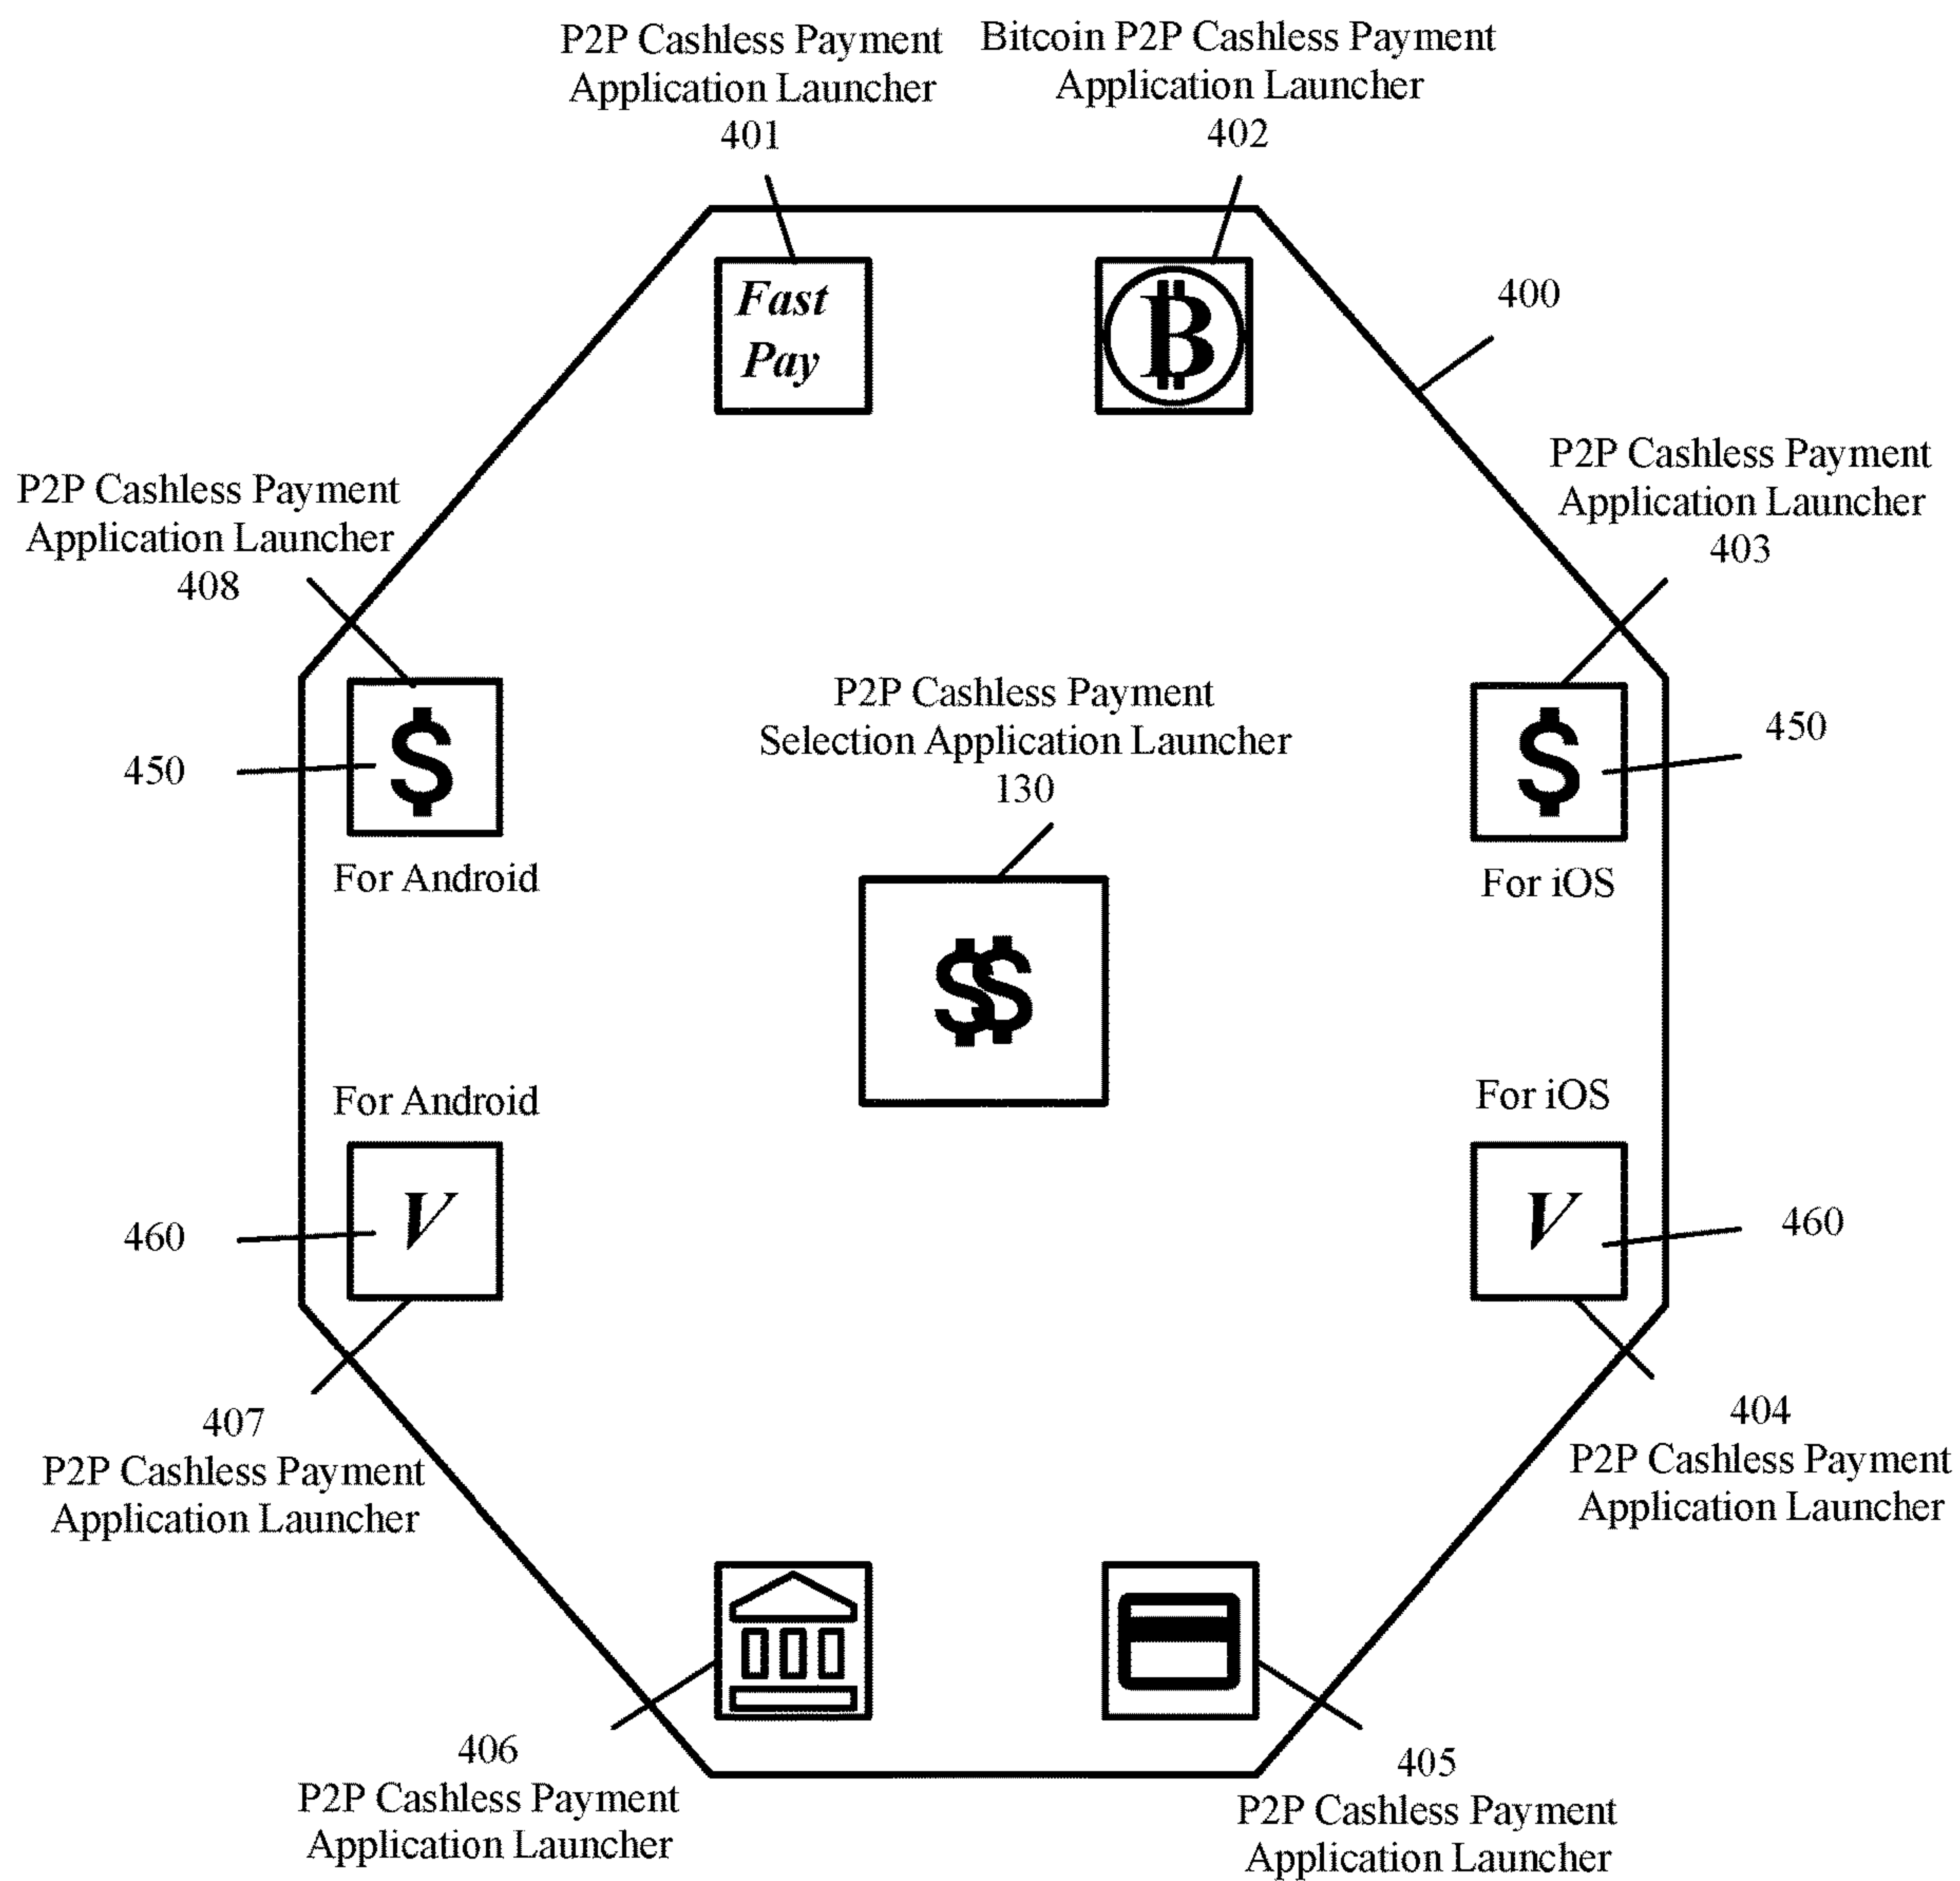 P2P Cashless Payment
Application Launcher
401
Bitcoin P2P Cashless Payment
Application Launcher
402
Fast
Pay
B
400
P2P Cashless Payment
Application Launcher
408
P2P Cashless Payment
Application Launcher
403
$
450
For Android
P2P Cashless Payment
Selection Application Launcher
130
$$
$
450
For iOS
For Android
V
460
For iOS
V
460
407
P2P Cashless Payment
Application Launcher
404
P2P Cashless Payment
Application Launcher
406
P2P Cashless Payment
Application Launcher
405
P2P Cashless Payment
Application Launcher